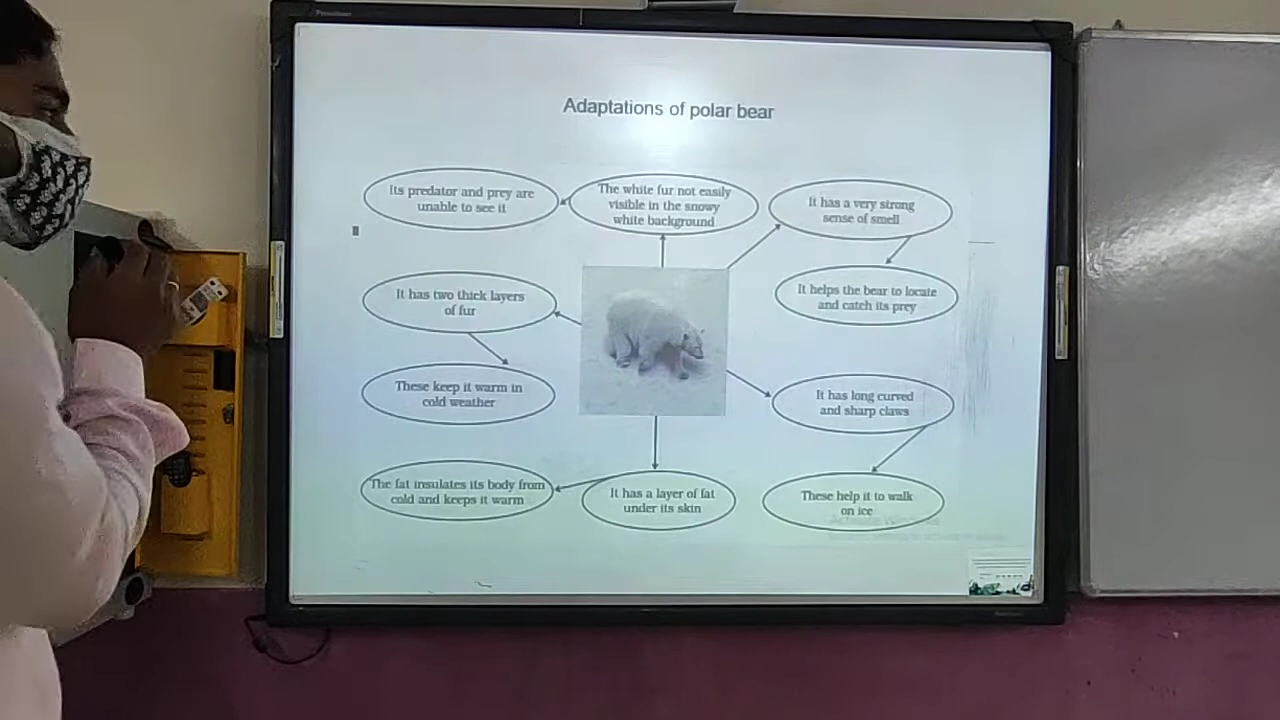 Adaptations of polar bear
Its predator and prey are
unable to see it
The white fur not easily
visible in the snowy
white background
It has a very strong
sense of smell
It has two thick layers
of fur
It helps the bear to locate
and catch its prey
These keep it warm in
cold weather
It has long curved
and sharp claws
The fat insulates its body from
cold and keeps it warm
It has a layer of fat
under its skin
These help it to walk
on ice